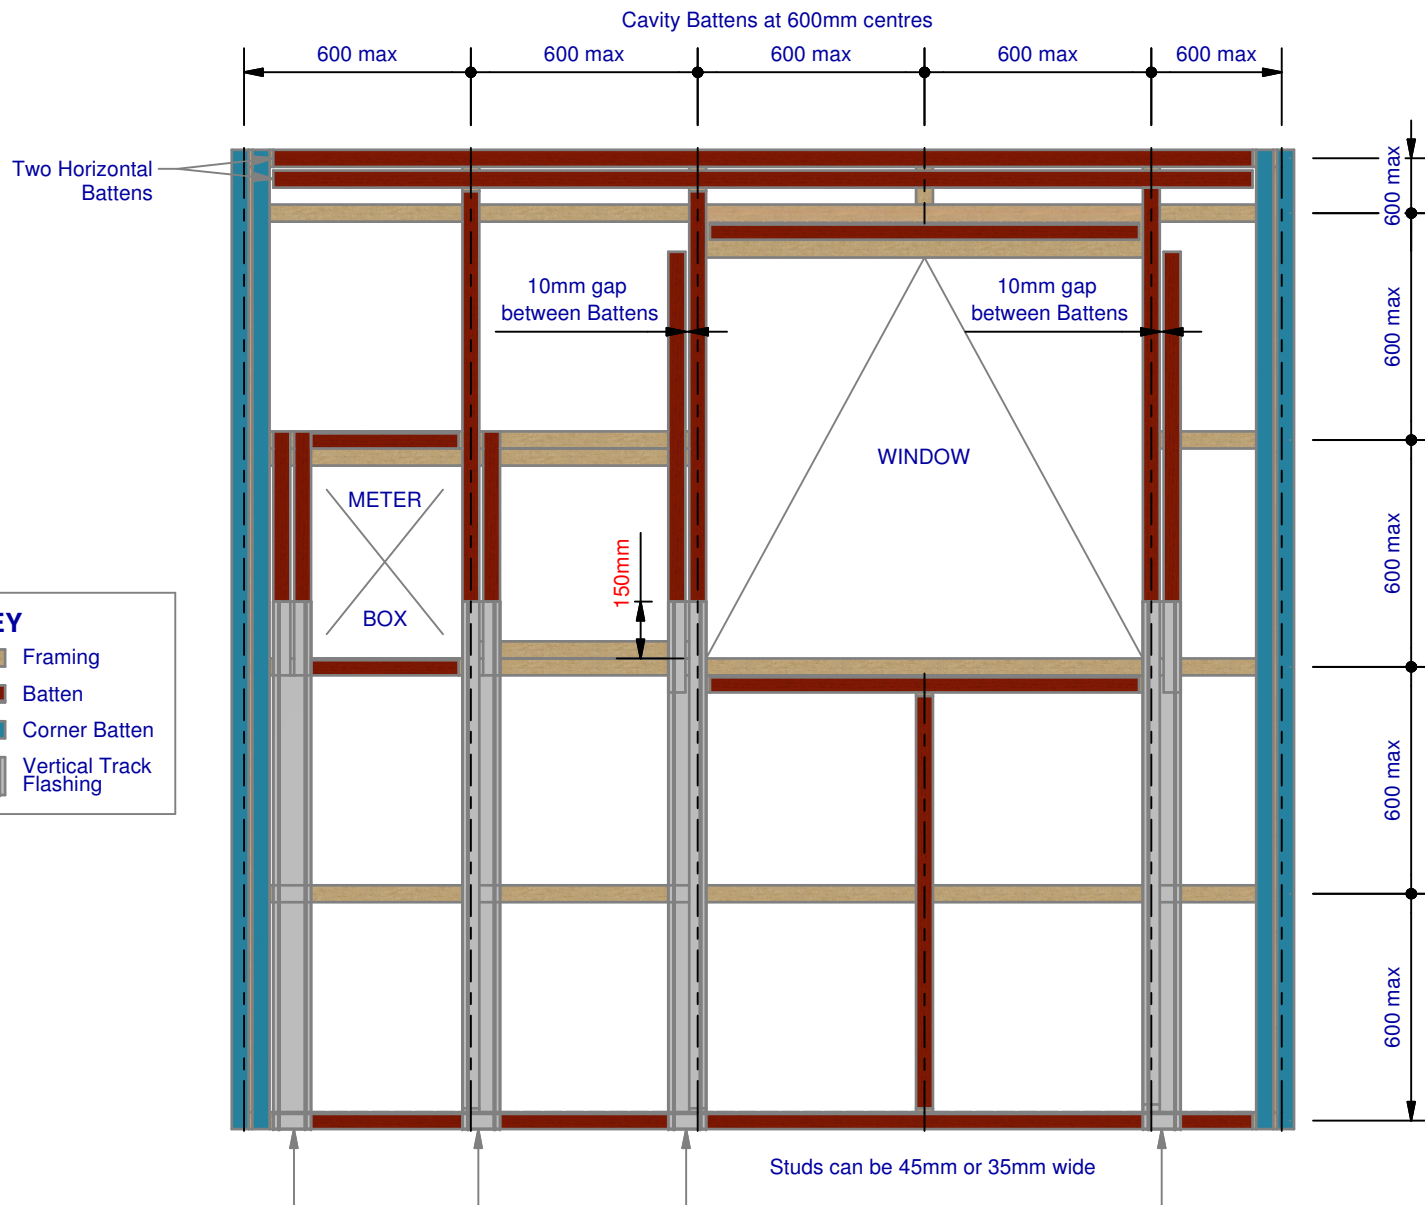 Cavity Battens at 600mm centres
600 max
600 max
600 max
600 max
600 max
Two Horizontal
Battens
600 max
10mm gap
between Battens
10mm gap
between Battens
600 max
WINDOW
METER
BOX
150mm
600 max
EY
Framing
Batten
Corner Batten
Vertical Track
Flashing
600 max
600 max
Studs can be 45mm or 35mm wide